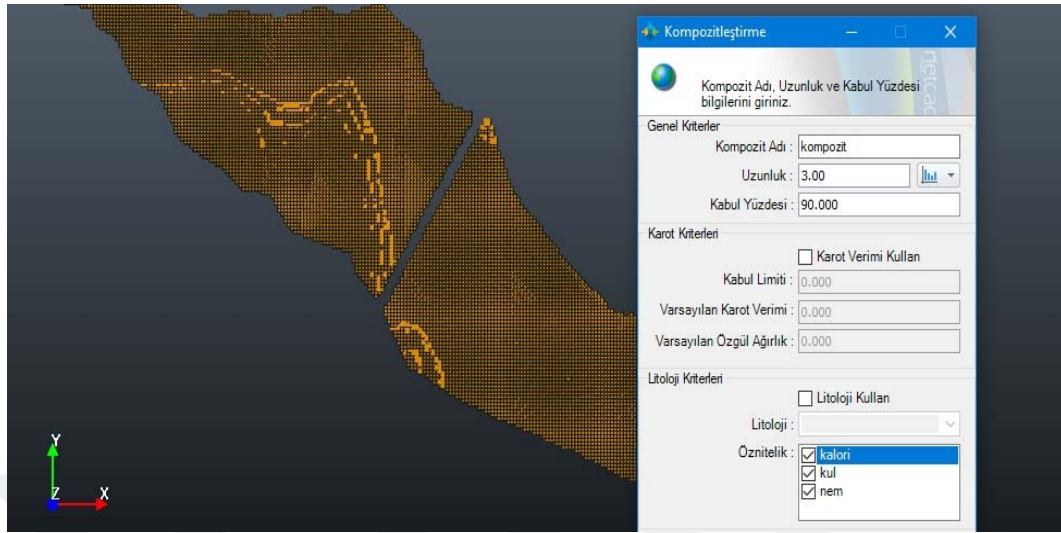 Kompozitleştirme
Kompozit Adı, Uzunluk ve Kabul Yüzdesi
bilgilerini giriniz.
netcad
Genel Kriterler
Kompozit Adı : kompozit
Uzunluk : 3.00
Kabul Yüzdesi : 90.000
Karot Kriterleri
Karot Verimi Kullan
Kabul Limiti : 0.000
Varsayılan Karot Verimi : 0.000
Varsayılan Özgül Ağırlık : 0.000
Litoloji Kriterleri
Litoloji Kullan
Litoloji :
Öznitelik : kalori
kul
nem
Y
Z X